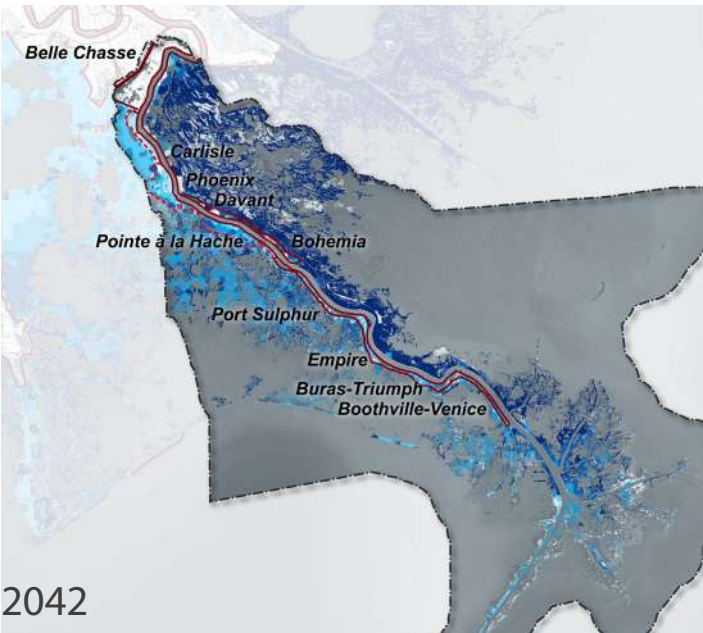 Belle Chasse
Carlisle
Phoenix
Davant
Pointe à la Hache
Bohemia
Port Sulphur
Empire
Buras-Triumph
Boothville-Venice
2042